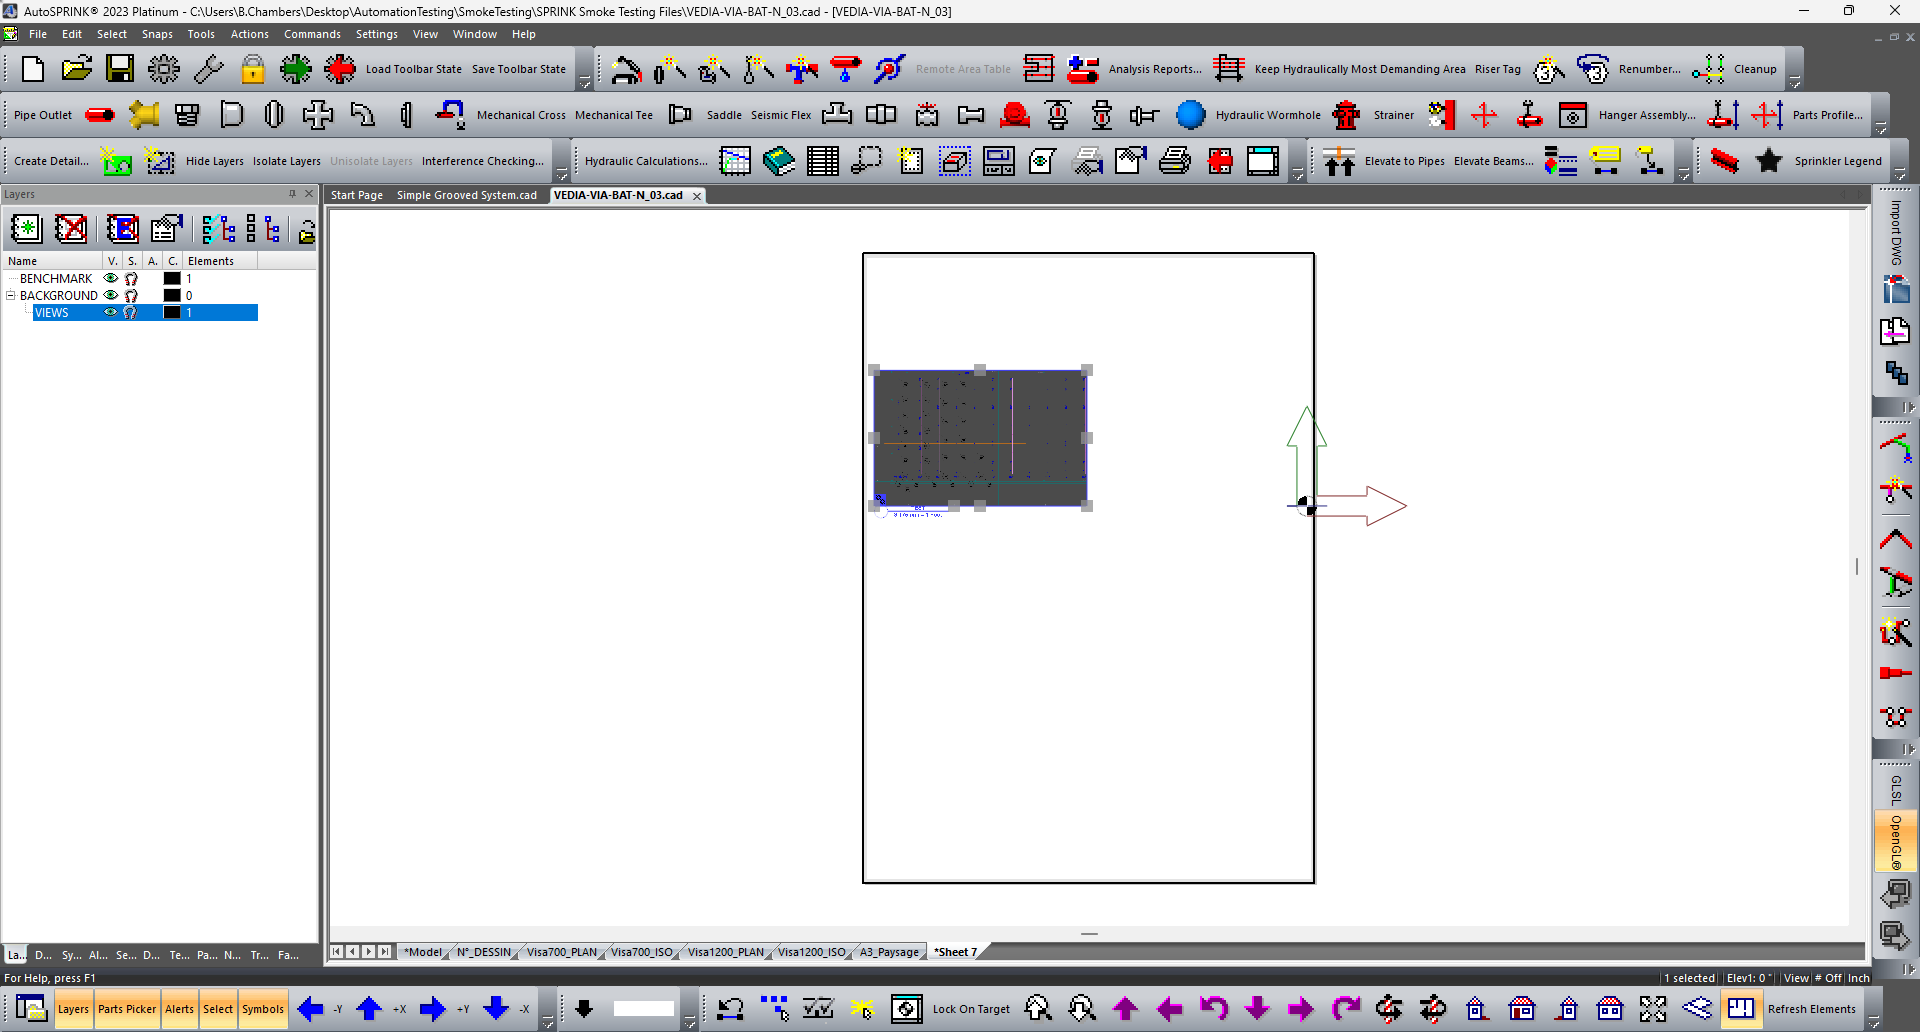 AutoSPRINK® 2023 Platinum - C:\Users\B.Chambers\Desktop\AutomationTesting\SmokeTesting\SPRINK Smoke Testing Files\VEDIA-VIA-BAT-N_03.cad - [VEDIA-VIA-BAT-N_03]
File Edit Select Snaps Tools Actions Commands Settings View Window Help
Load Toolbar State Save Toolbar State Remote Area Table Analysis Reports... Keep Hydraulically Most Demanding Area Riser Tag Renumber... Cleanup
Pipe Outlet Mechanical Cross Mechanical Tee Saddle Seismic Flex Hydraulic Wormhole Strainer Hanger Assembly... Parts Profile...
Create Detail... Hide Layers Isolate Layers Unisolate Layers Interference Checking... Hydraulic Calculations... Elevate to Pipes Elevate Beams... Sprinkler Legend
Layers
Start Page Simple Grooved System.cad VEDIA-VIA-BAT-N_03.cad
Import DWG
Name V. S. A. C. Elements
BENCHMARK 1
BACKGROUND 0
VIEWS 1
GLSL
OpenGL®
La... D... Sy... Al... Se... D... Te... Pa... N... Tr... Fa...
*Model N°_DESSIN Visa700_PLAN Visa700_ISO Visa1200_PLAN Visa1200_ISO A3_Paysage *Sheet 7
For Help, press F1
1 selected Elev1: 0 " View # Off Inch
Layers Parts Picker Alerts Select Symbols -Y +X +Y -X Lock On Target Refresh Elements